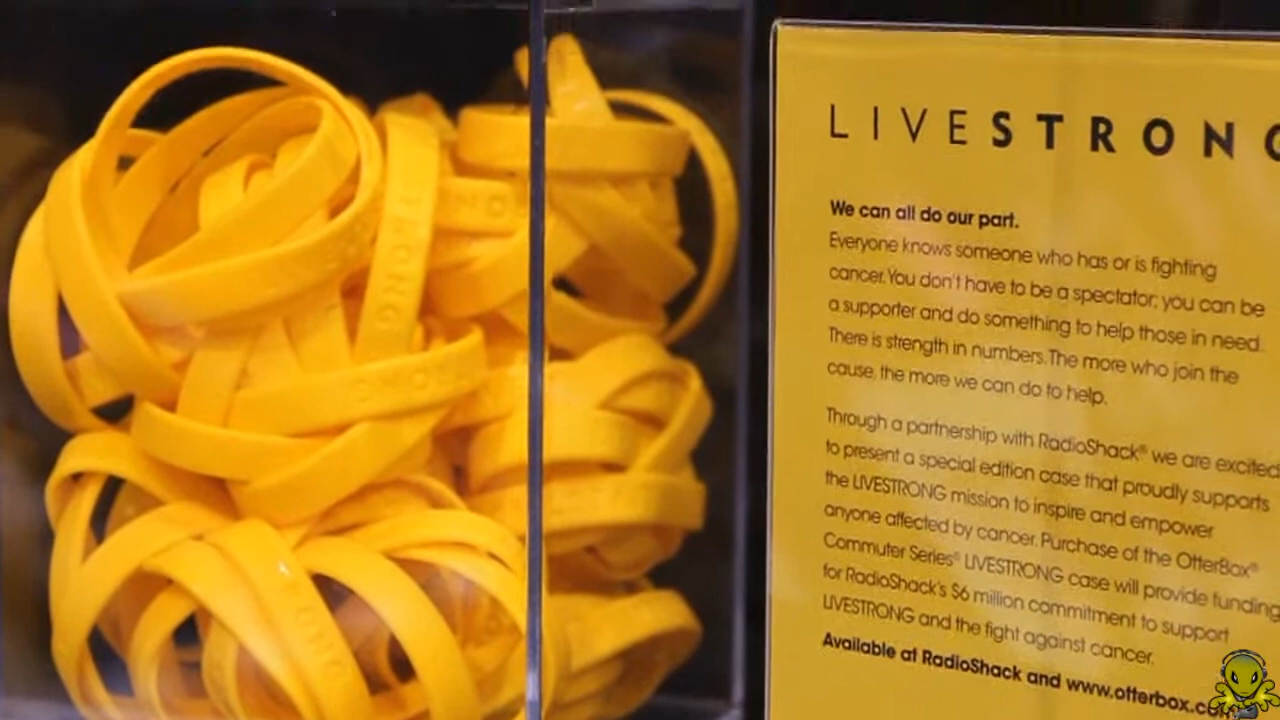 LIVESTRONG
We can all do our part.
Everyone knows someone who has or is fighting
cancer. You don't have to be a spectator; you can be
a supporter and do something to help those in need.
There is strength in numbers. The more who join the
cause, the more we can do to help.
Through a partnership with RadioShack® we are excited
to present a special edition case that proudly supports
the LIVESTRONG mission to inspire and empower
anyone affected by cancer. Purchase of the OtterBox®
Commuter Series® LIVESTRONG case will provide funding
for RadioShack's $6 million commitment to support
LIVESTRONG and the fight against cancer.
Available at RadioShack and www.otterbox.com
TRONG